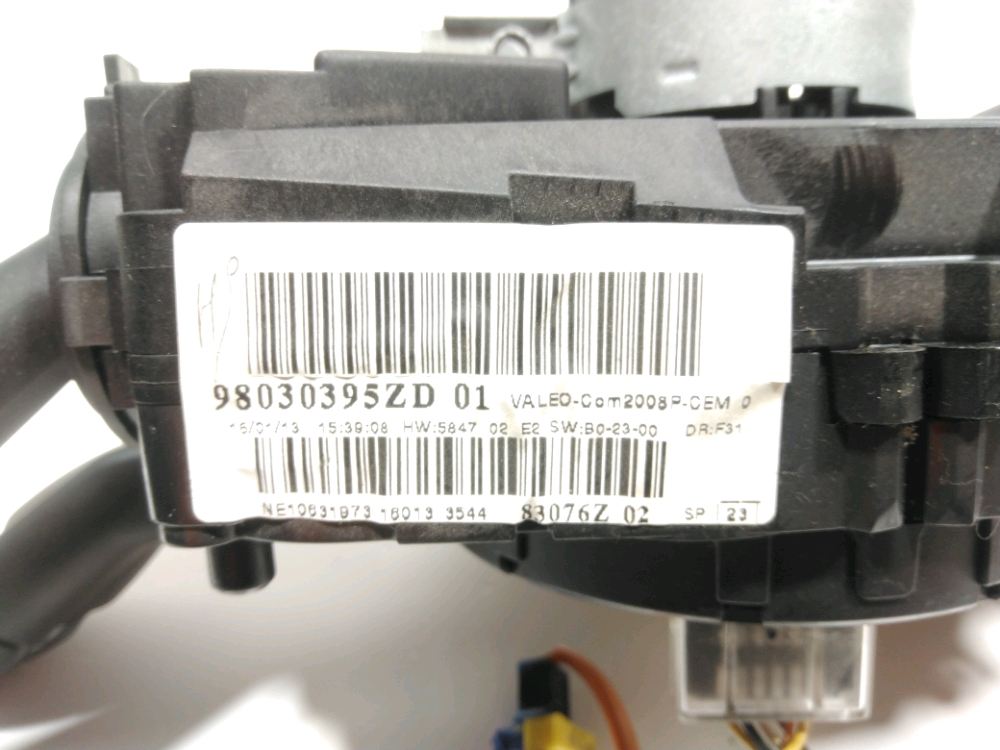 98030395ZD 01 VALEO-Com2008P-CEM 0
16/01/13 15:39:08 HW:5847 02 E2 SW:B0-23-00 DR:F31
NE10631973 16013 3544 83076Z 02 SP 23